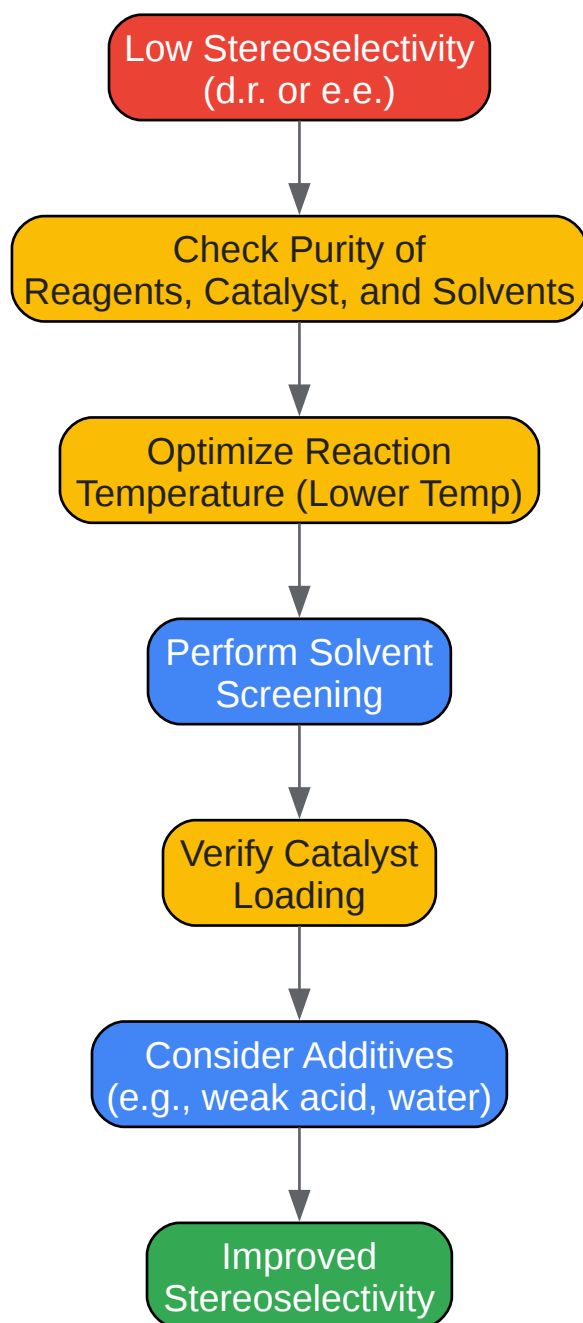 Low Stereoselectivity
(d.r. or e.e.)
Check Purity of
Reagents, Catalyst, and Solvents
Optimize Reaction
Temperature (Lower Temp)
Perform Solvent
Screening
Verify Catalyst
Loading
Consider Additives
(e.g., weak acid, water)
Improved
Stereoselectivity